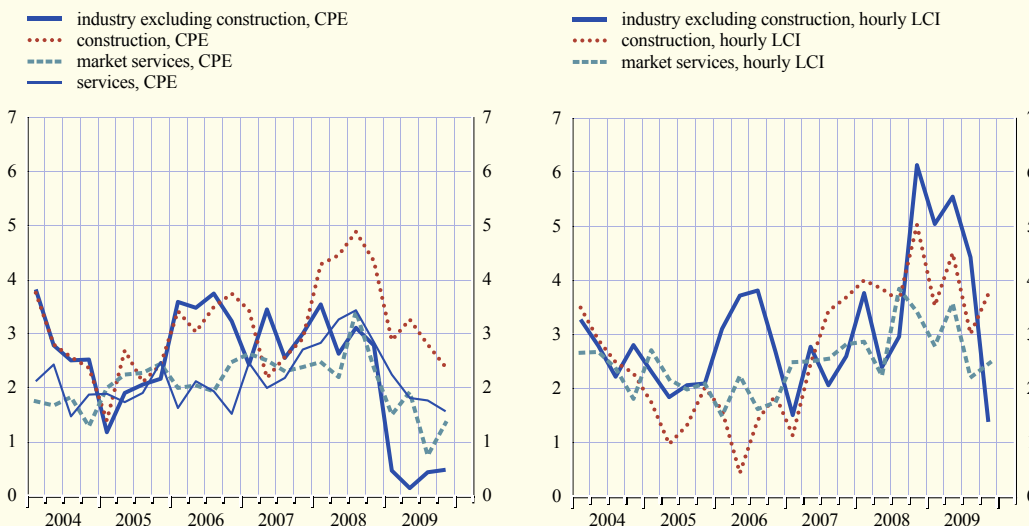 industry excluding construction, CPE
construction, CPE
market services, CPE
services, CPE
7 7
6 6
5 5
4 4
3 3
2 2
1 1
0 0
2004 2005 2006 2007 2008 2009
industry excluding construction, hourly LCI
construction, hourly LCI
market services, hourly LCI
7
6
5
4
3
2
1
0
2004 2005 2006 2007 2008 2009